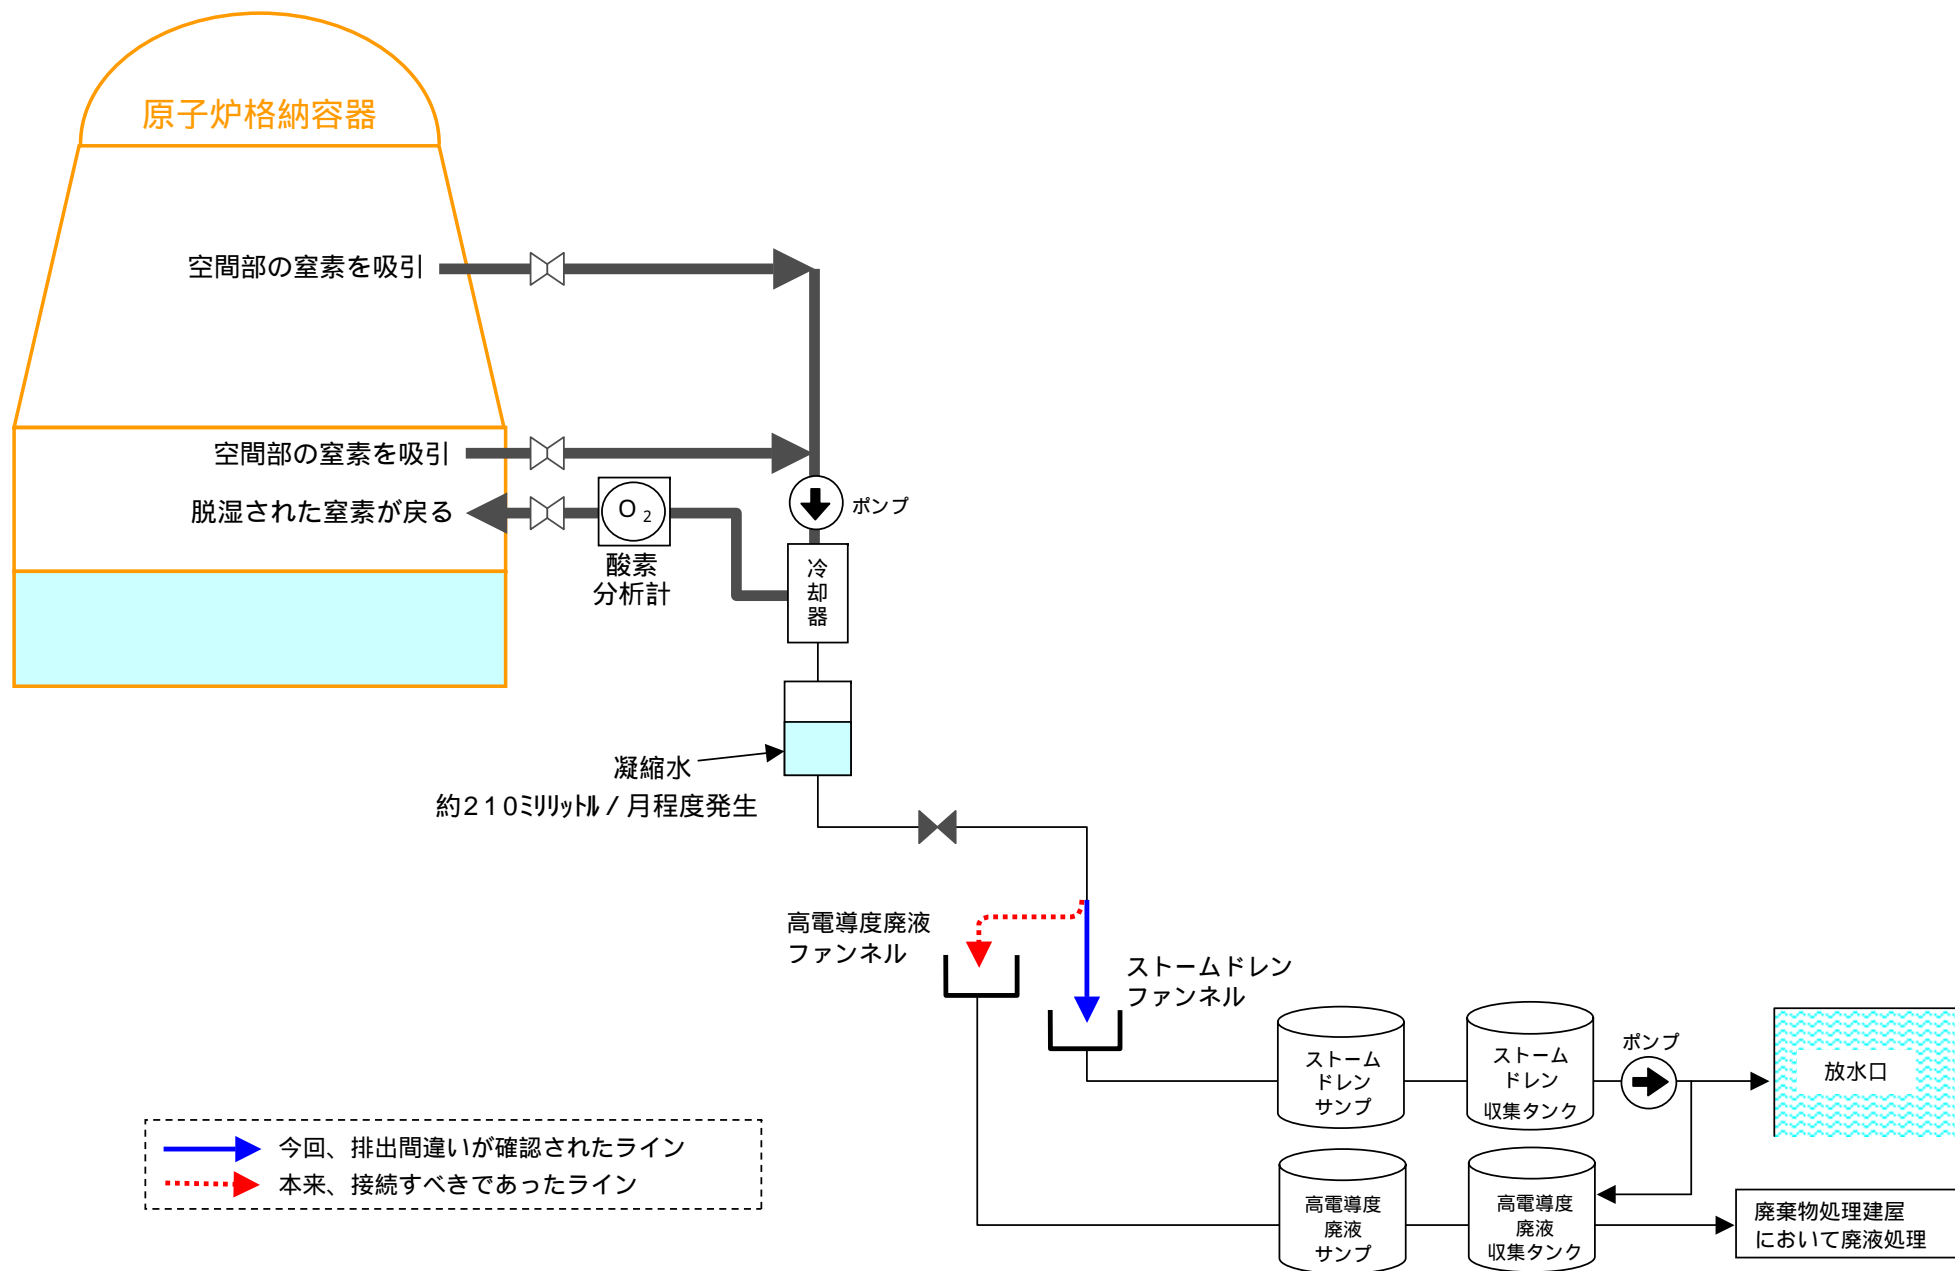 原子炉格納容器
空間部の窒素を吸引
空間部の窒素を吸引
脱湿された窒素が戻る
O 2
酸素
分析計
ポンプ
冷
却
器
凝縮水
約210ミリリットル / 月程度発生
高電導度廃液
ファンネル
ストームドレン
ファンネル
ストーム
ドレン
サンプ
ストーム
ドレン
収集タンク
ポンプ
放水口
高電導度
廃液
サンプ
高電導度
廃液
収集タンク
廃棄物処理建屋
において廃液処理
今回、排出間違いが確認されたライン
本来、接続すべきであったライン